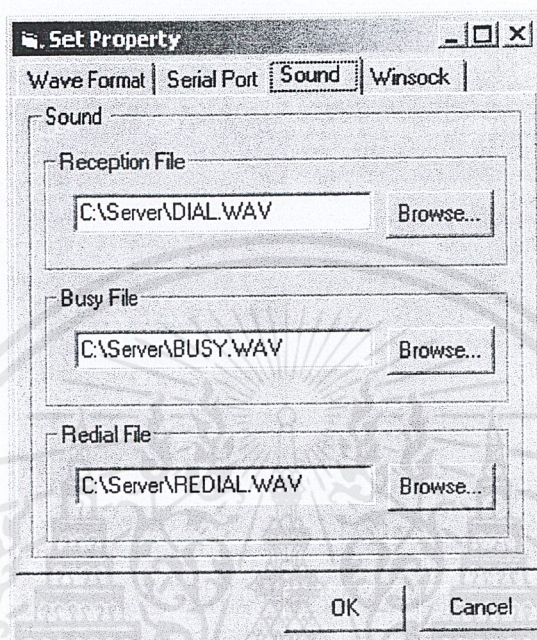 Set Property
Wave Format Serial Port Sound Winsock
Sound
Reception File
C:\Server\DIAL.WAV Browse...
Busy File
C:\Server\BUSY.WAV Browse...
Redial File
C:\Server\REDIAL.WAV Browse...
OK Cancel